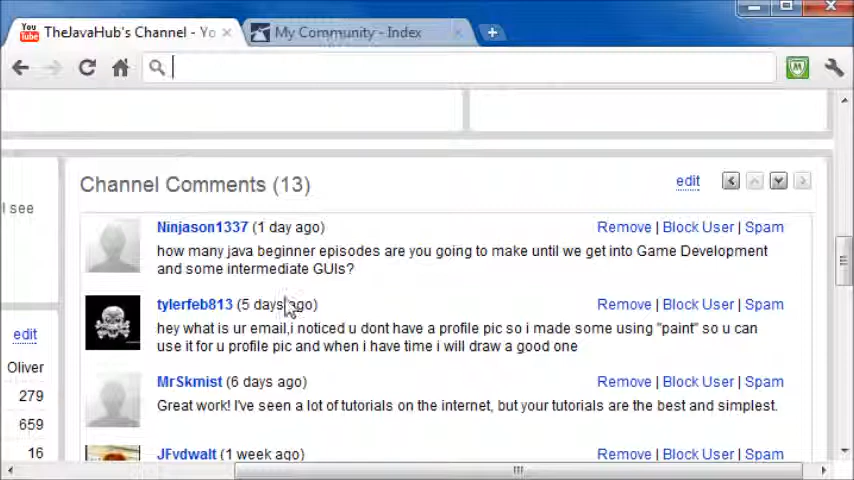 You Tube TheJavaHub's Channel - Yo
My Community - Index
I see
Channel Comments (13)
edit
Ninjason1337 (1 day ago)
Remove | Block User | Spam
how many java beginner episodes are you going to make until we get into Game Development
and some intermediate GUIs?
tylerfeb813 (5 days ago)
Remove | Block User | Spam
hey what is ur email,i noticed u dont have a profile pic so i made some using "paint" so u can
use it for u profile pic and when i have time i will draw a good one
edit
Oliver
MrSkmist (6 days ago)
Remove | Block User | Spam
279
Great work! I've seen a lot of tutorials on the internet, but your tutorials are the best and simplest.
659
16
JFvdwalt (1 week ago)
Remove | Block User | Spam